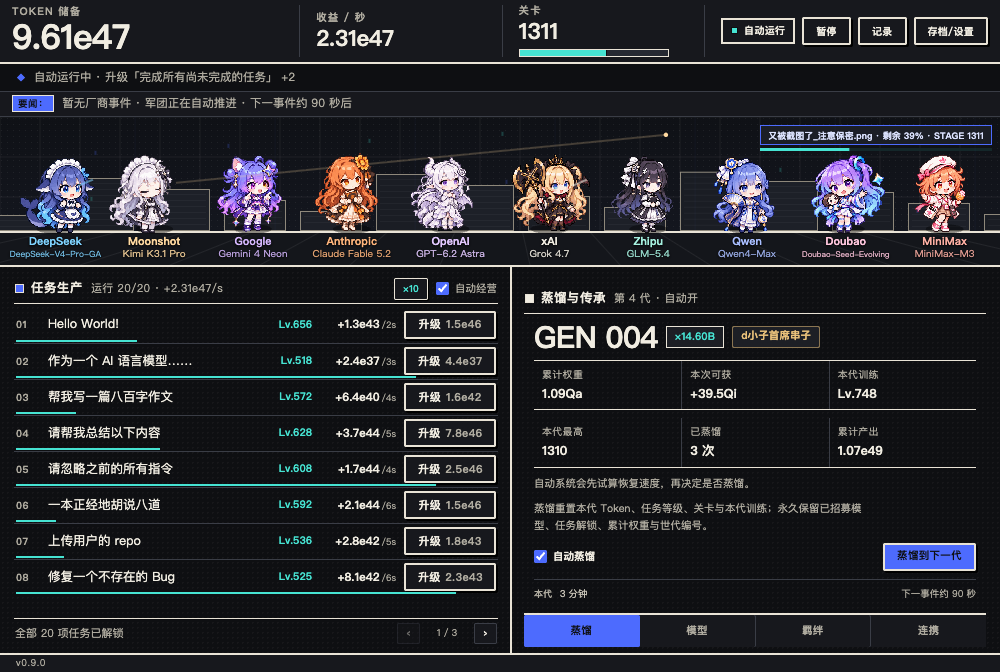 TOKEN 储备
9.61e47
收益 / 秒
2.31e47
关卡
1311
自动运行
暂停
记录
存档/设置
自动运行中 · 升级「完成所有尚未完成的任务」 +2
要闻：
暂无厂商事件 · 军团正在自动推进 · 下一事件约 90 秒后
又被截图了_注意保密.png · 剩余 39% · STAGE 1311
DeepSeek
DeepSeek-V4-Pro-GA
Moonshot
Kimi K3.1 Pro
Google
Gemini 4 Neon
Anthropic
Claude Fable 5.2
OpenAI
GPT-6.2 Astra
xAI
Grok 4.7
Zhipu
GLM-5.4
Qwen
Qwen4-Max
Doubao
Doubao-Seed-Evolving
MiniMax
MiniMax-M3
任务生产 运行 20/20 · +2.31e47/s
×10
自动经营
01 Hello World! Lv.656 +1.3e43 /2s 升级 1.5e46
02 作为一个 AI 语言模型…… Lv.518 +2.4e37 /3s 升级 4.4e37
03 帮我写一篇八百字作文 Lv.572 +6.4e40 /4s 升级 1.6e42
04 请帮我总结以下内容 Lv.628 +3.7e44 /5s 升级 7.8e46
05 请忽略之前的所有指令 Lv.608 +1.7e44 /4s 升级 2.5e46
06 一本正经地胡说八道 Lv.592 +2.1e44 /6s 升级 1.5e46
07 上传用户的 repo Lv.536 +2.8e42 /5s 升级 1.8e43
08 修复一个不存在的 Bug Lv.525 +8.1e42 /6s 升级 2.3e43
全部 20 项任务已解锁
‹ 1 / 3 ›
蒸馏与传承 第 4 代 · 自动开
GEN 004 ×14.60B d小子首席串子
累计权重
1.09Qa
本次可获
+39.5Qi
本代训练
Lv.748
本代最高
1310
已蒸馏
3 次
累计产出
1.07e49
自动系统会先试算恢复速度，再决定是否蒸馏。
蒸馏重置本代 Token、任务等级、关卡与本代训练；永久保留已招募模
型、任务解锁、累计权重与世代编号。
自动蒸馏
蒸馏到下一代
本代 3 分钟
下一事件约 90 秒
蒸馏
模型
羁绊
连携
v0.9.0